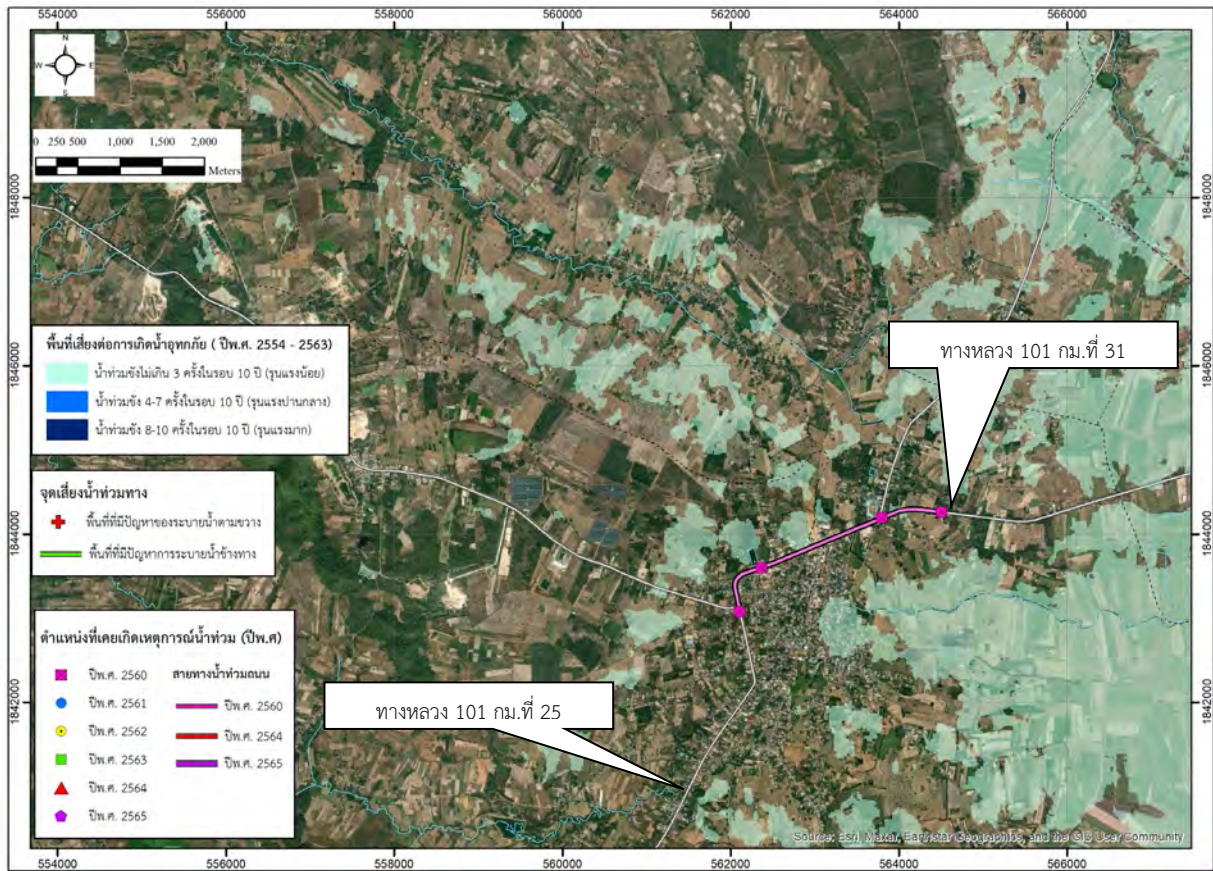 554000 556000 558000 560000 562000 564000 566000
N
W E
S
0 250 500 1,000 1,500 2,000
Meters
1848000
1848000
พื้นที่เสี่ยงต่อการเกิดน้ำอุทกภัย ( ปีพ.ศ. 2554 - 2563)
น้ำท่วมขังไม่เกิน 3 ครั้งในรอบ 10 ปี (รุนแรงน้อย)
น้ำท่วมขัง 4-7 ครั้งในรอบ 10 ปี (รุนแรงปานกลาง)
น้ำท่วมขัง 8-10 ครั้งในรอบ 10 ปี (รุนแรงมาก)
ทางหลวง 101 กม.ที่ 31
1846000
1846000
จุดเสี่ยงน้ำท่วมทาง
พื้นที่ที่มีปัญหาของระบายน้ำตามขวาง
พื้นที่ที่มีปัญหาการระบายน้ำข้างทาง
1844000
1844000
ตำแหน่งที่เคยเกิดเหตุการณ์น้ำท่วม (ปีพ.ศ)
ปีพ.ศ. 2560
ปีพ.ศ. 2561
ปีพ.ศ. 2562
ปีพ.ศ. 2563
ปีพ.ศ. 2564
ปีพ.ศ. 2565
สายทางน้ำท่วมถนน
ปีพ.ศ. 2560
ปีพ.ศ. 2564
ปีพ.ศ. 2565
ทางหลวง 101 กม.ที่ 25
1842000
1842000
Source: Esri, Maxar, Earthstar Geographics, and the GIS User Community
554000 556000 558000 560000 562000 564000 566000